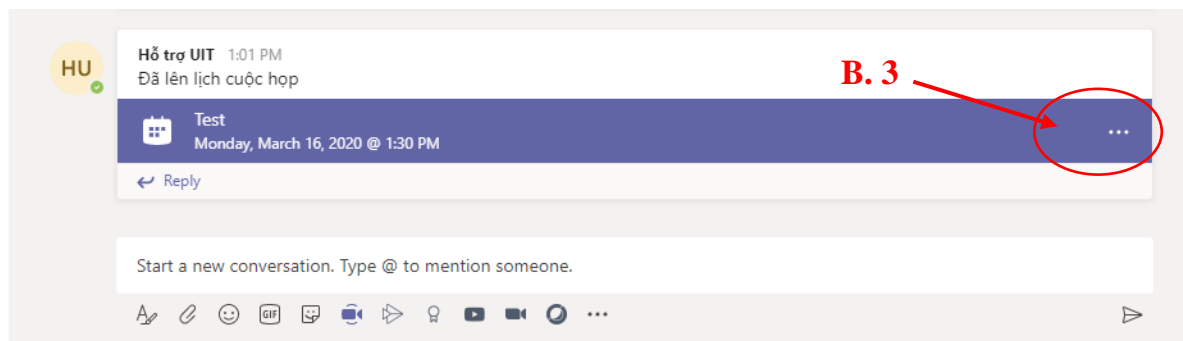 HU
Hỗ trợ UIT 1:01 PM
Đã lên lịch cuộc họp
B. 3
Test
Monday, March 16, 2020 @ 1:30 PM
Reply
Start a new conversation. Type @ to mention someone.
GIF